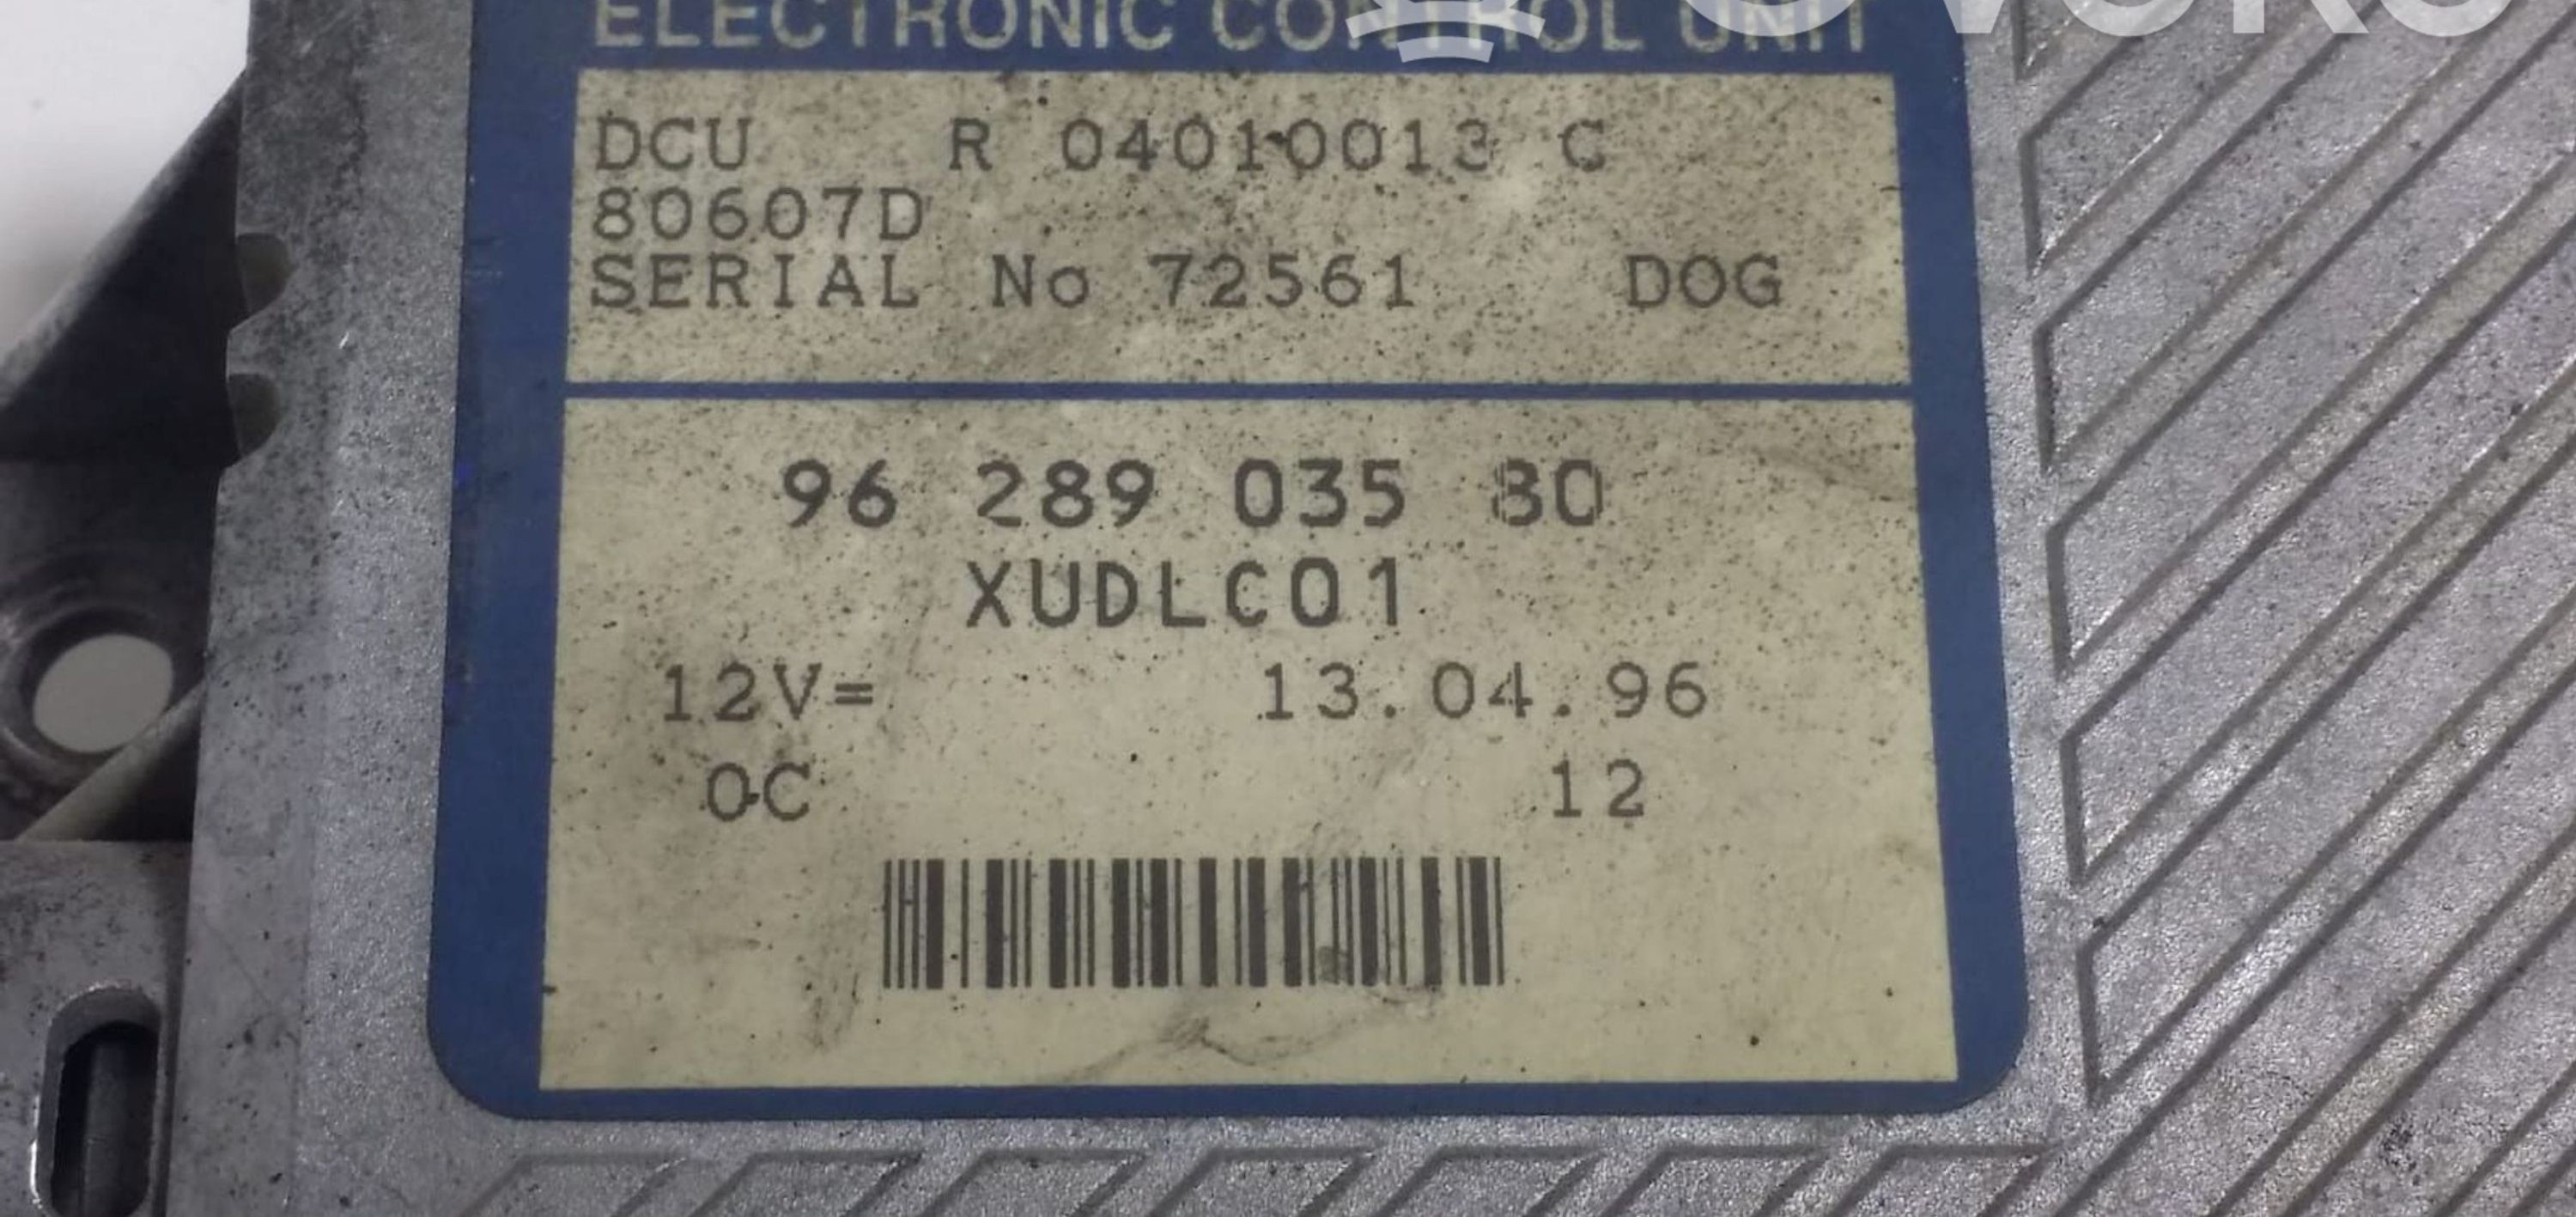 ELECTRONIC CONTROL UNIT
DCU R 04010013 C
80607D
SERIAL No 72561 DOG
96 289 035 80
XUDLC01
12V= 13.04.96
OC 12